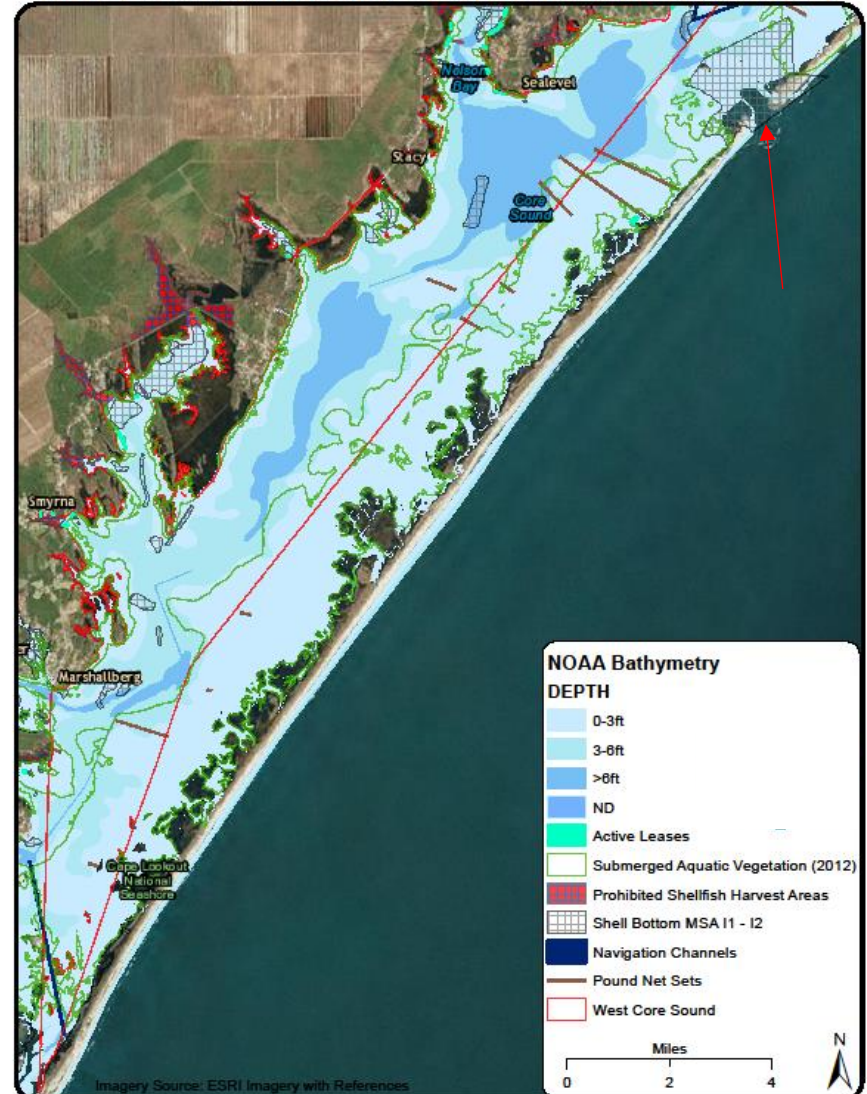 Nelson
Bay
Sealevel
Stacy
Core
Sound
Smyrna
er
Marshallberg
Cape Lookout
National
Seashore
NOAA Bathymetry
DEPTH
0-3ft
3-6ft
>6ft
ND
Active Leases
Submerged Aquatic Vegetation (2012)
Prohibited Shellfish Harvest Areas
Shell Bottom MSA I1 - I2
Navigation Channels
Pound Net Sets
West Core Sound
Miles
0 2 4
N
Imagery Source: ESRI Imagery with References